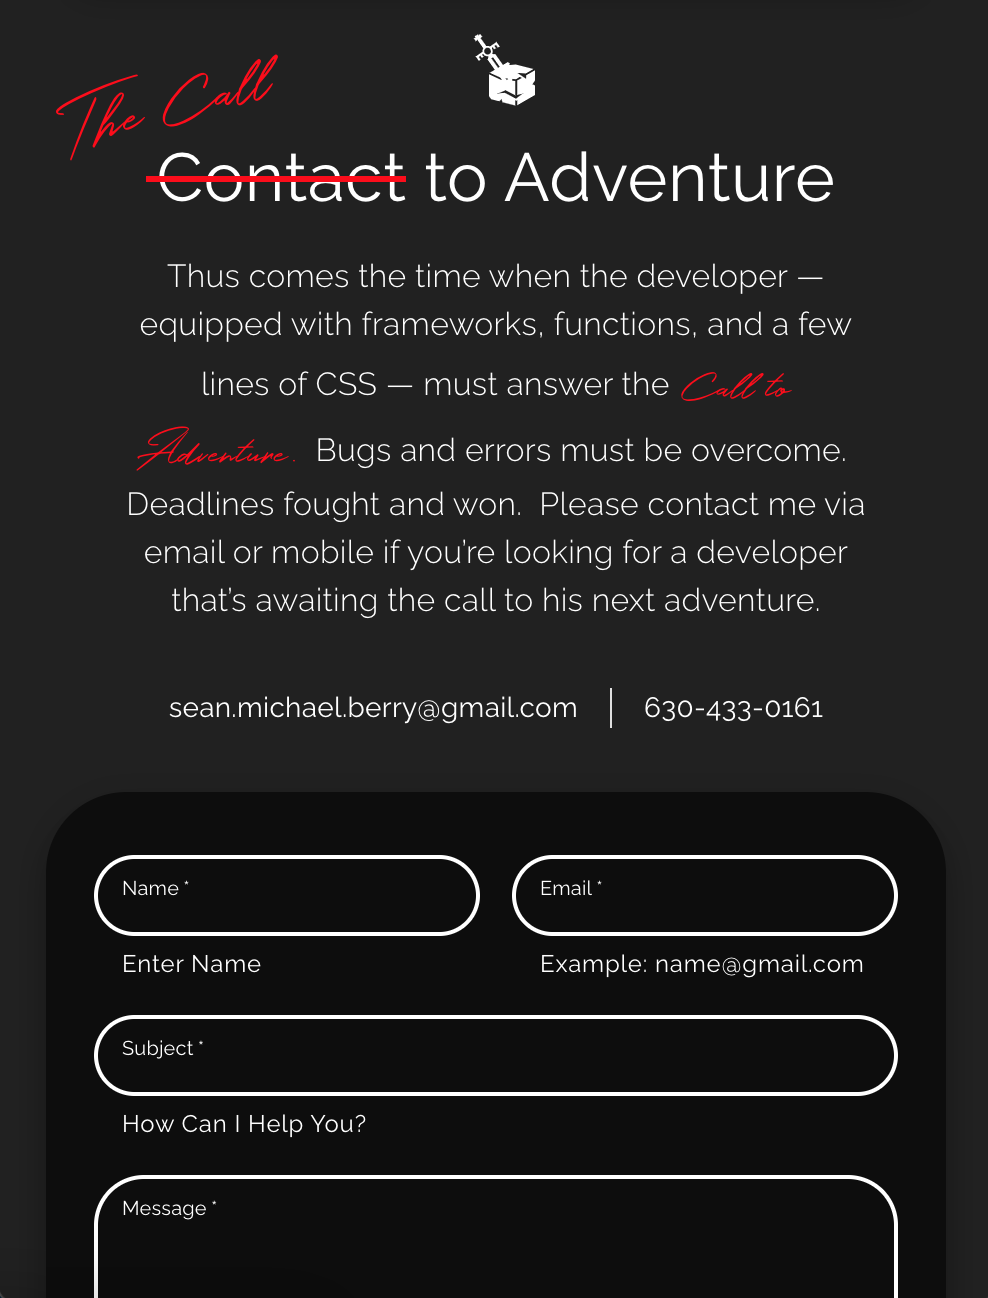 The Call
Contact to Adventure
Thus comes the time when the developer —
equipped with frameworks, functions, and a few
lines of CSS — must answer the Call to
Adventure.  Bugs and errors must be overcome.
Deadlines fought and won.  Please contact me via
email or mobile if you’re looking for a developer
that’s awaiting the call to his next adventure.
sean.michael.berry@gmail.com | 630-433-0161
Name * Email *
Enter Name Example: name@gmail.com
Subject *
How Can I Help You?
Message *